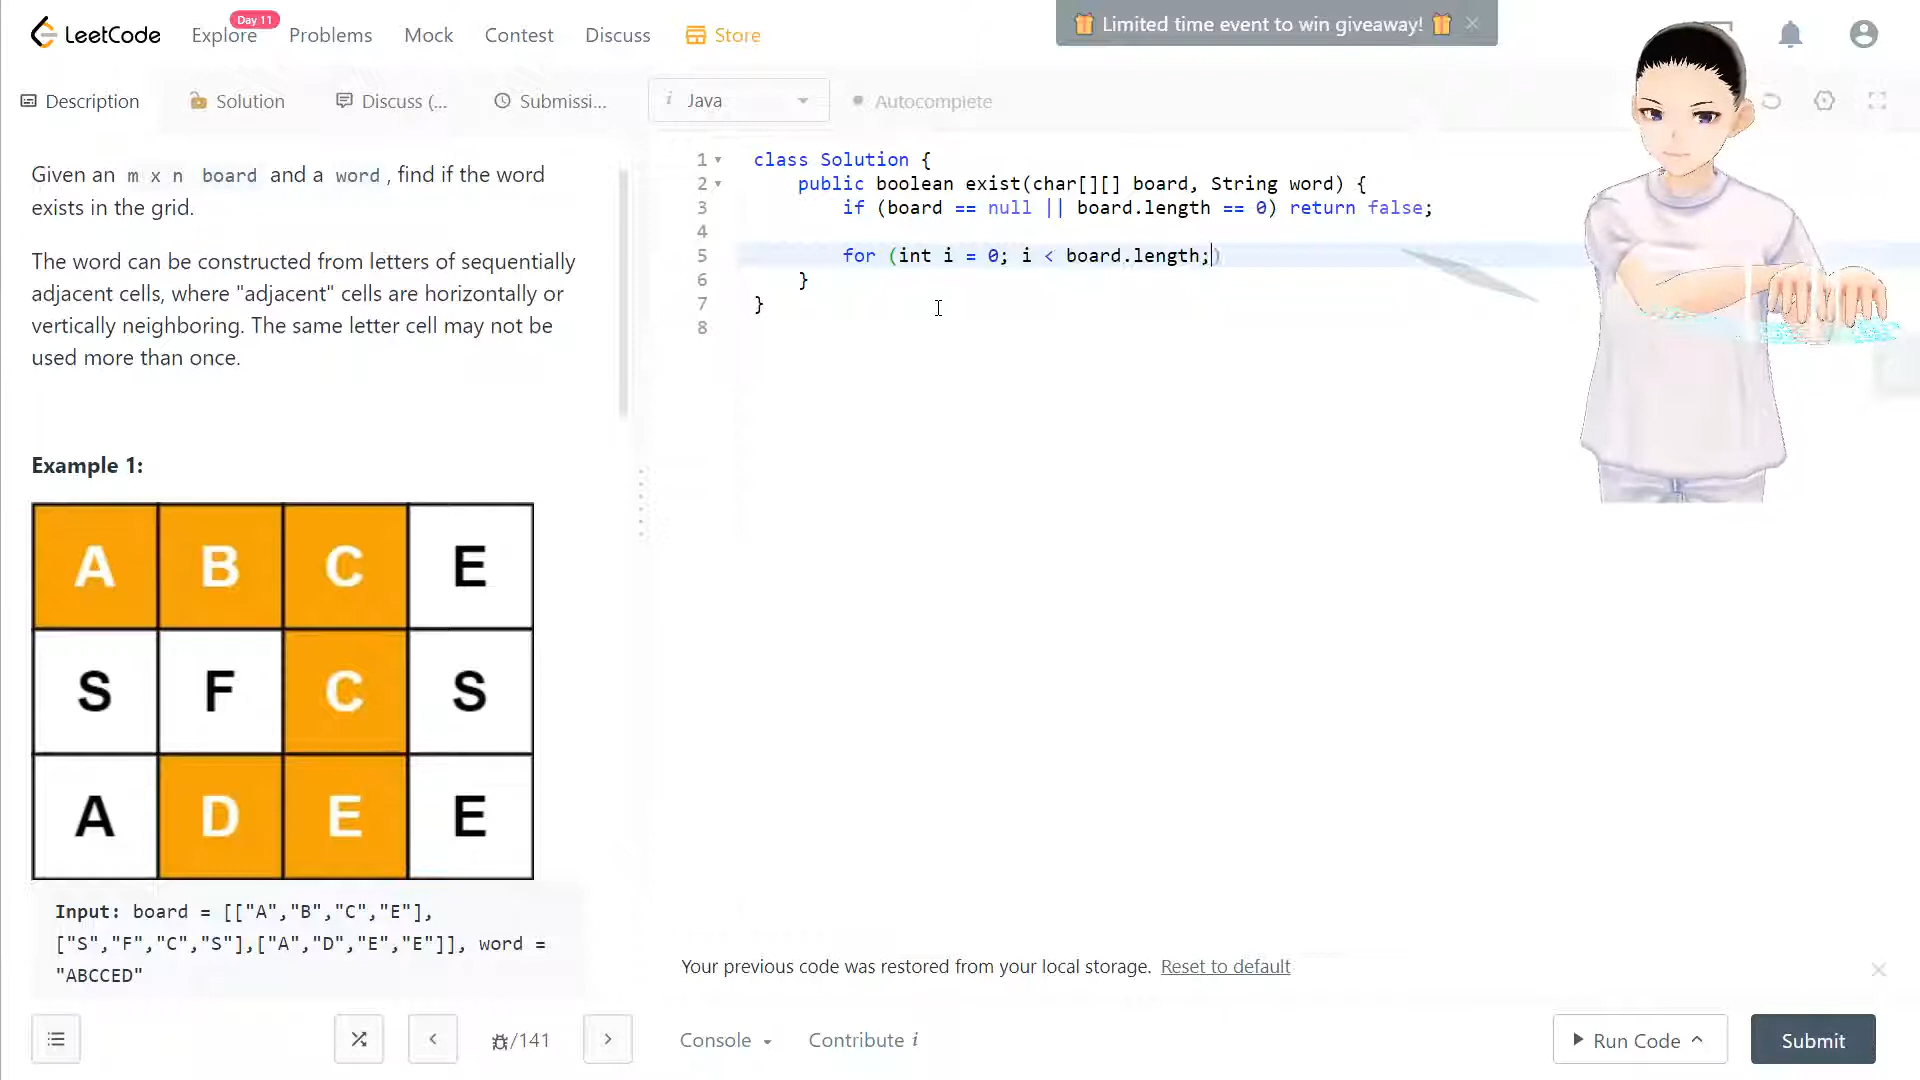 LeetCode
Explore
Day 11
Problems
Mock
Contest
Discuss
Store
Limited time event to win giveaway!
Description
Solution
Discuss (...
Submissi...
i Java
Autocomplete
Given an m x n board and a word , find if the word
exists in the grid.
The word can be constructed from letters of sequentially
adjacent cells, where "adjacent" cells are horizontally or
vertically neighboring. The same letter cell may not be
used more than once.
Example 1:
A B C E
S F C S
A D E E
Input: board = [["A","B","C","E"],
["S","F","C","S"],["A","D","E","E"]], word =
"ABCCED"
1 class Solution {
2 public boolean exist(char[][] board, String word) {
3 if (board == null || board.length == 0) return false;
4
5 for (int i = 0; i < board.length;)
6 }
7 }
8
Your previous code was restored from your local storage. Reset to default
/141
Console
Contribute i
Run Code
Submit